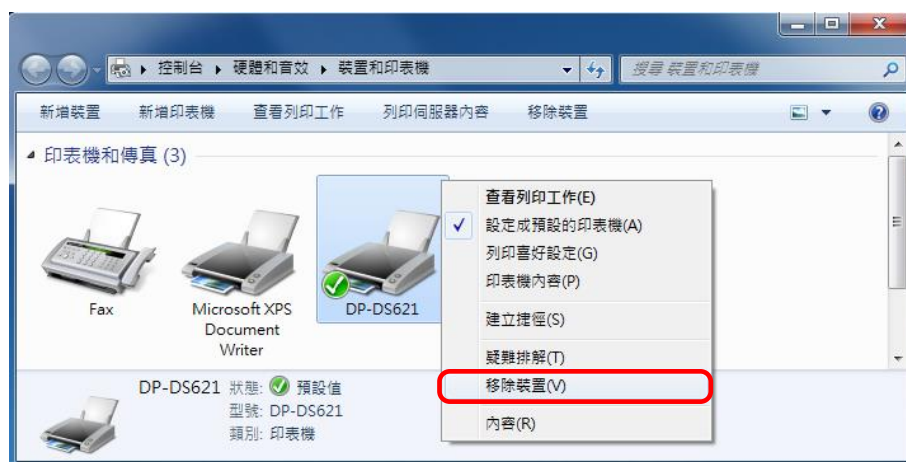 控制台 ▸ 硬體和音效 ▸ 裝置和印表機
搜尋 裝置和印表機
新增裝置 新增印表機 查看列印工作 列印伺服器內容 移除裝置
印表機和傳真 (3)
Fax
Microsoft XPS
Document
Writer
DP-DS621
查看列印工作(E)
設定成預設的印表機(A)
列印喜好設定(G)
印表機內容(P)
建立捷徑(S)
疑難排解(T)
移除裝置(V)
內容(R)
DP-DS621 狀態: 預設值
型號: DP-DS621
類別: 印表機